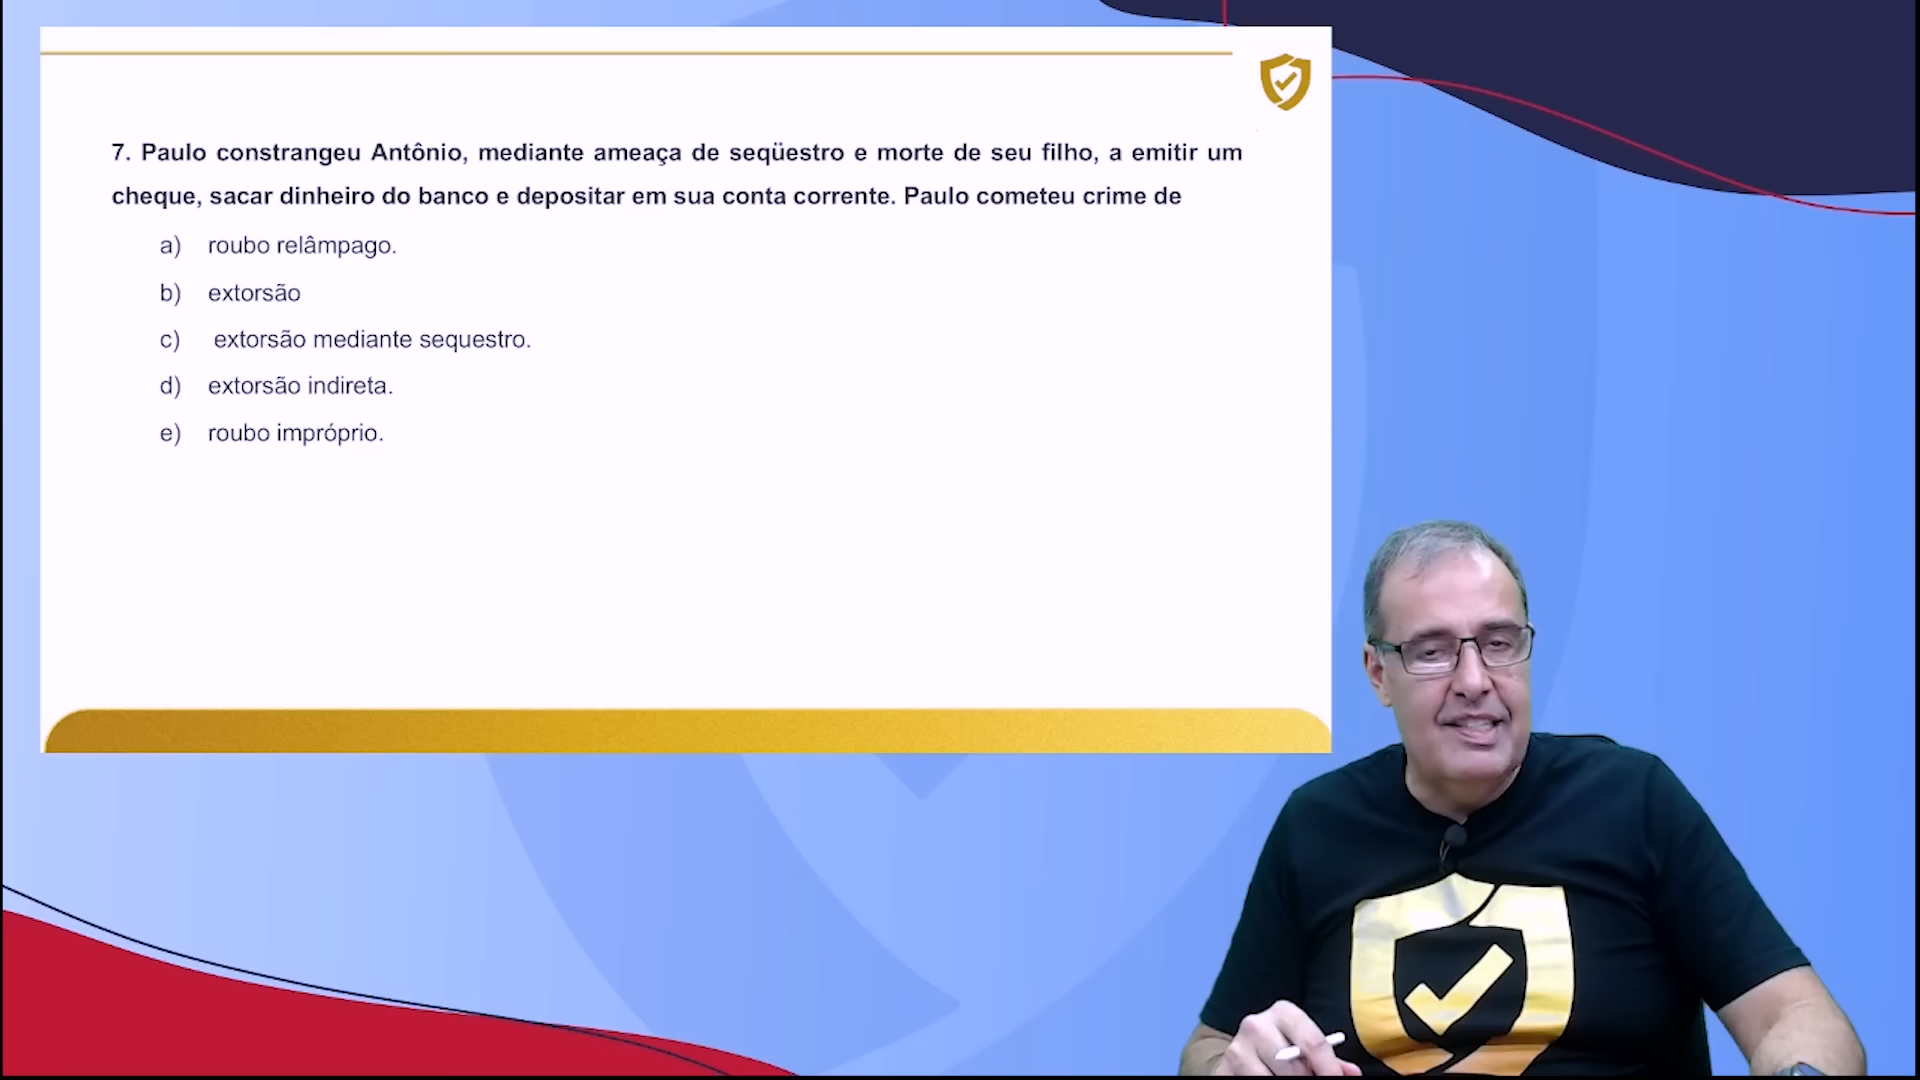 7. Paulo constrangeu Antônio, mediante ameaça de seqüestro e morte de seu filho, a emitir um
cheque, sacar dinheiro do banco e depositar em sua conta corrente. Paulo cometeu crime de
a) roubo relâmpago.
b) extorsão
c) extorsão mediante sequestro.
d) extorsão indireta.
e) roubo impróprio.